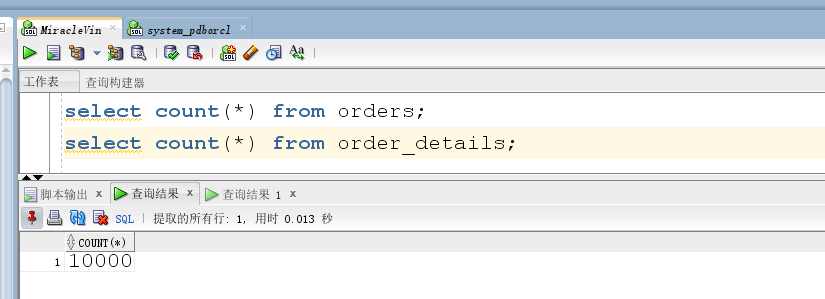 MiracleVin system_pdborcl
工作表 查询构建器
select count(*) from orders;
select count(*) from order_details;
脚本输出 x 查询结果 x 查询结果 1 x
SQL | 提取的所有行: 1, 用时 0.013 秒
COUNT(*)
1 10000